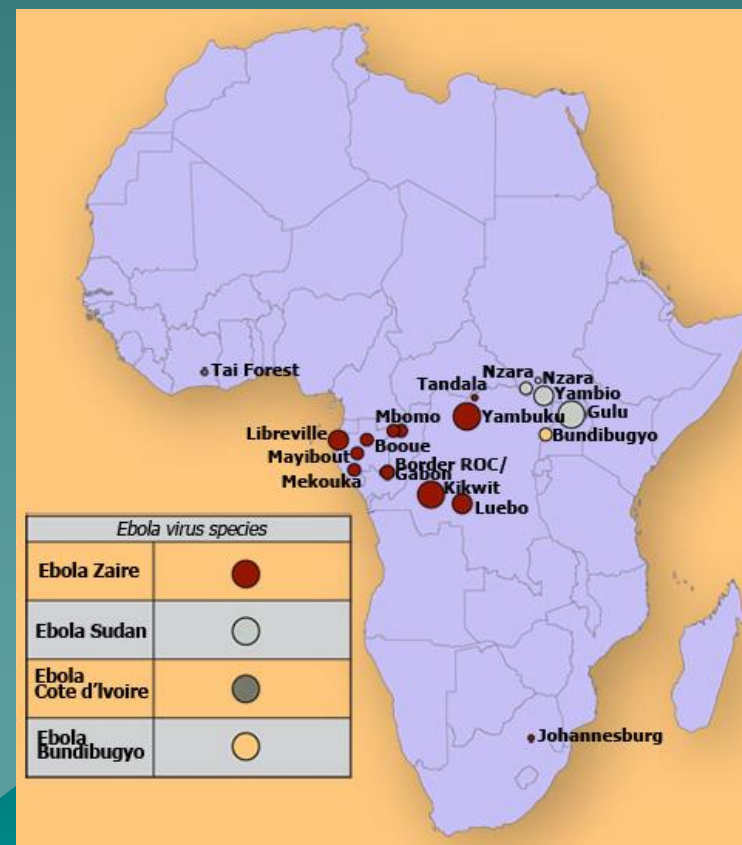 Nzara
Nzara
Tai Forest
Tandala
Yambio
Mbomo
Yambuku
Gulu
Libreville
Booue
Bundibugyo
Mayibout
Border ROC/
Gabon
Mekouka
Kikwit
Luebo
Ebola virus species
Ebola Zaire
Ebola Sudan
Ebola
Cote d'Ivoire
Ebola
Bundibugyo
Johannesburg